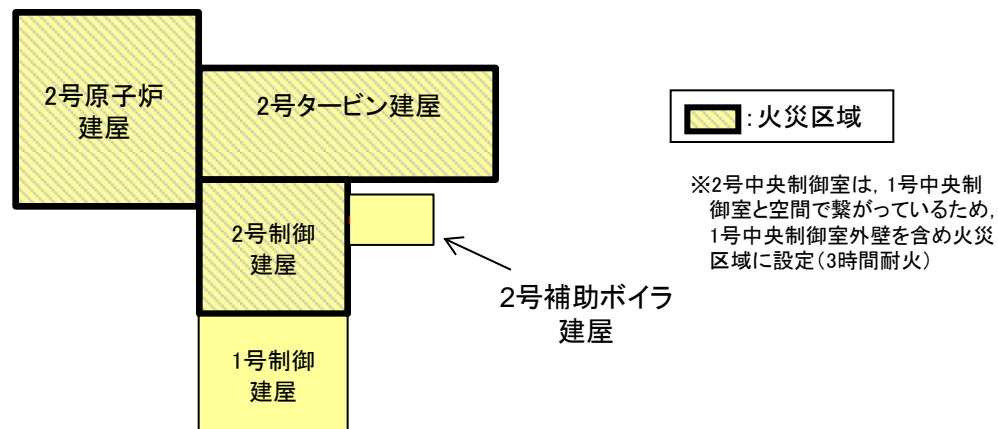 2号原子炉
建屋
2号タービン建屋
:火災区域
※2号中央制御室は，1号中央制
御室と空間で繋がっているため，
1号中央制御室外壁を含め火災
区域に設定(3時間耐火)
2号制御
建屋
2号補助ボイラ
建屋
1号制御
建屋